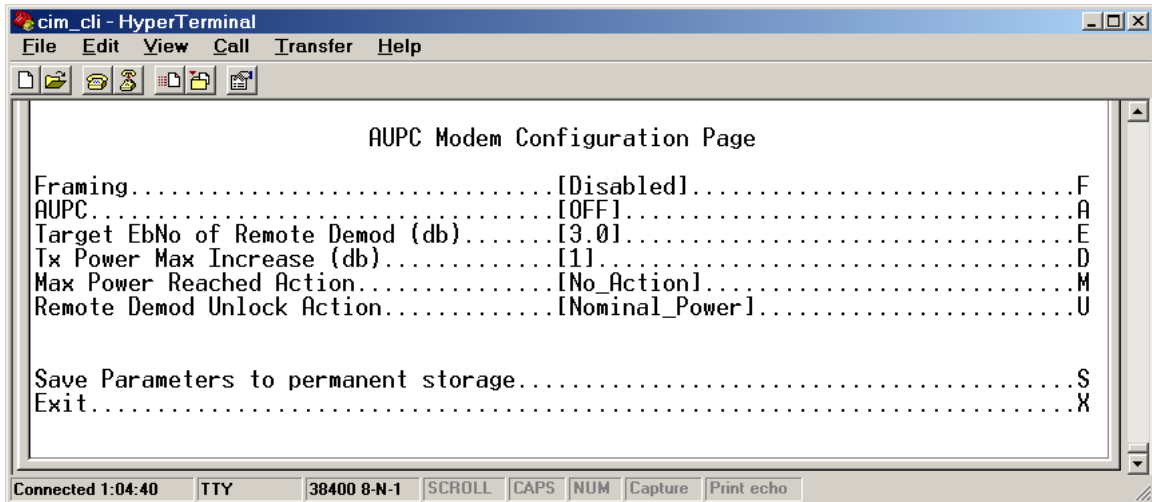 cim_cli - HyperTerminal
File Edit View Call Transfer Help
AUPC Modem Configuration Page
Framing................................[Disabled].............................F
AUPC...................................[OFF]..................................A
Target EbNo of Remote Demod (db).......[3.0]..................................E
Tx Power Max Increase (db).............[1]....................................D
Max Power Reached Action...............[No_Action]............................M
Remote Demod Unlock Action.............[Nominal_Power]........................U
Save Parameters to permanent storage..........................................S
Exit..........................................................................X
Connected 1:04:40 TTY 38400 8-N-1 SCROLL CAPS NUM Capture Print echo